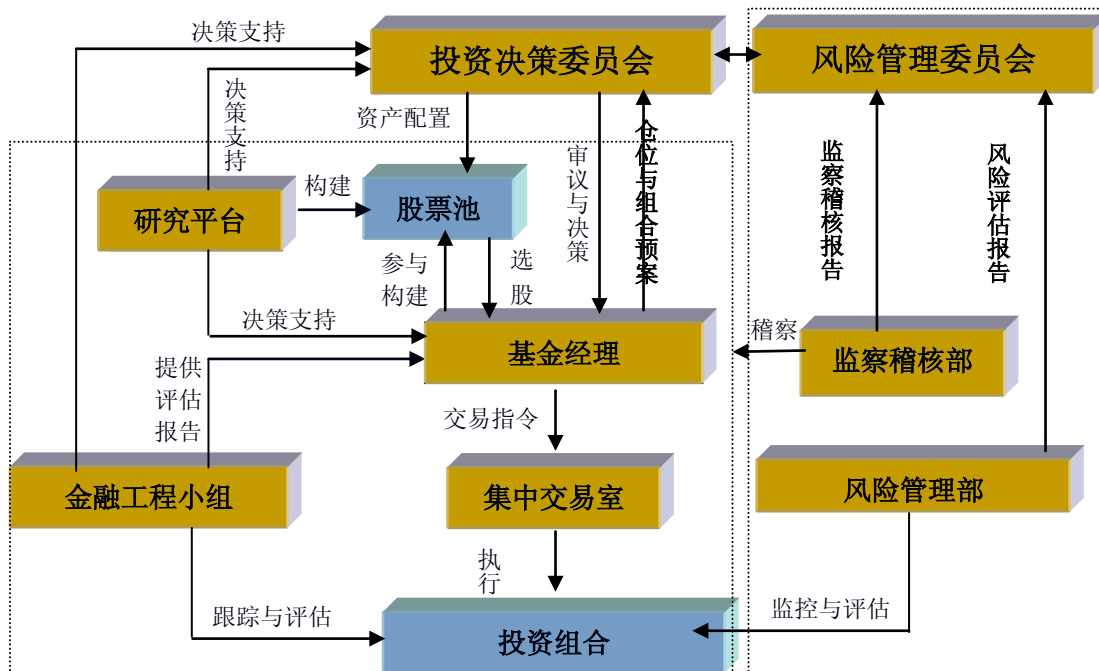 决策支持
投资决策委员会
风险管理委员会
决策支持
资产配置
审议与决策
仓位与组合预案
监察稽核报告
风险评估报告
研究平台
构建
股票池
参与
构建
选股
决策支持
基金经理
稽察
监察稽核部
提供
评估
报告
交易指令
金融工程小组
集中交易室
风险管理部
执行
跟踪与评估
投资组合
监控与评估